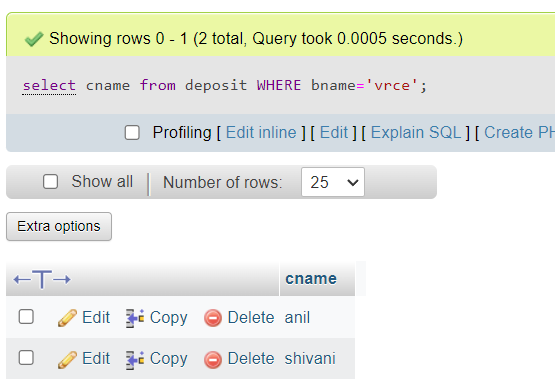 Showing rows 0 - 1 (2 total, Query took 0.0005 seconds.)
select cname from deposit WHERE bname='vrce';
Profiling [ Edit inline ] [ Edit ] [ Explain SQL ] [ Create PH
Show all Number of rows: 25
Extra options
cname
Edit Copy Delete anil
Edit Copy Delete shivani